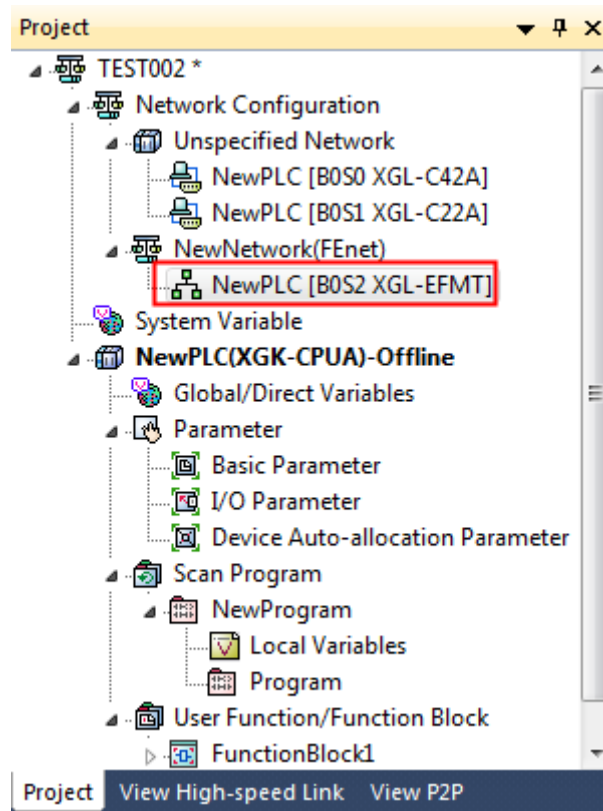 Project
TEST002 *
Network Configuration
Unspecified Network
NewPLC [B0S0 XGL-C42A]
NewPLC [B0S1 XGL-C22A]
NewNetwork(FEnet)
NewPLC [B0S2 XGL-EFMT]
System Variable
NewPLC(XGK-CPUA)-Offline
Global/Direct Variables
Parameter
Basic Parameter
I/O Parameter
Device Auto-allocation Parameter
Scan Program
NewProgram
Local Variables
Program
User Function/Function Block
FunctionBlock1
Project View High-speed Link View P2P